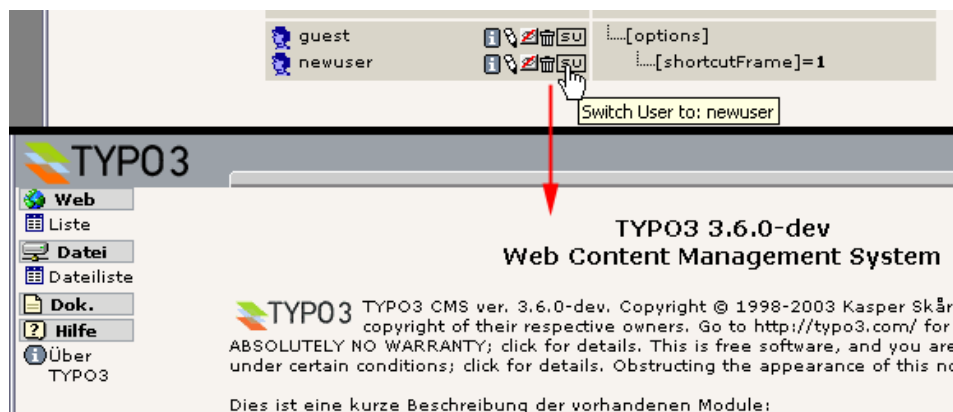 guest SU [options]
newuser SU [shortcutFrame]=1
Switch User to: newuser
TYPO3
Web
Liste
Datei
Dateiliste
Dok.
Hilfe
Über
TYPO3
TYPO3 3.6.0-dev
Web Content Management System
TYPO3 TYPO3 CMS ver. 3.6.0-dev. Copyright © 1998-2003 Kasper Skår
copyright of their respective owners. Go to http://typo3.com/ for
ABSOLUTELY NO WARRANTY; click for details. This is free software, and you are
under certain conditions; click for details. Obstructing the appearance of this
Dies ist eine kurze Beschreibung der vorhandenen Module: